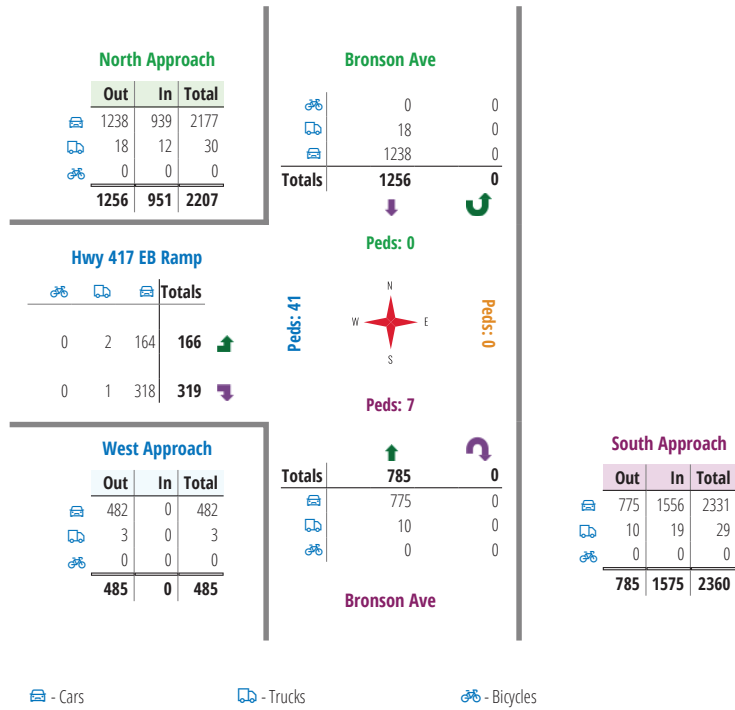 North Approach
Out In Total
1238 939 2177
18 12 30
0 0 0
1256 951 2207
Bronson Ave
0 0
18 0
1238 0
Totals 1256 0
Peds: 0
Hwy 417 EB Ramp
Totals
0 2 164 166
0 1 318 319
Peds: 41
N
W E
S
Peds: 0
Peds: 7
West Approach
Out In Total
482 0 482
3 0 3
0 0 0
485 0 485
Totals 785 0
775 0
10 0
0 0
Bronson Ave
South Approach
Out In Total
775 1556 2331
10 19 29
0 0 0
785 1575 2360
- Cars
- Trucks
- Bicycles